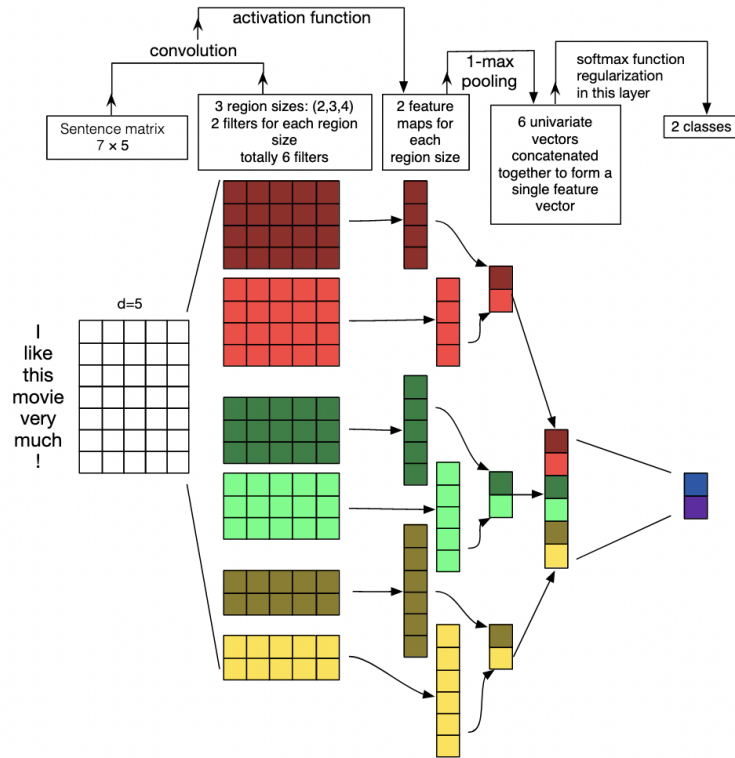 activation function
convolution
1-max
pooling
softmax function
regularization
in this layer
Sentence matrix
7 × 5
3 region sizes: (2,3,4)
2 filters for each region
size
totally 6 filters
2 feature
maps for
each
region size
6 univariate
vectors
concatenated
together to form a
single feature
vector
2 classes
d=5
I
like
this
movie
very
much
!